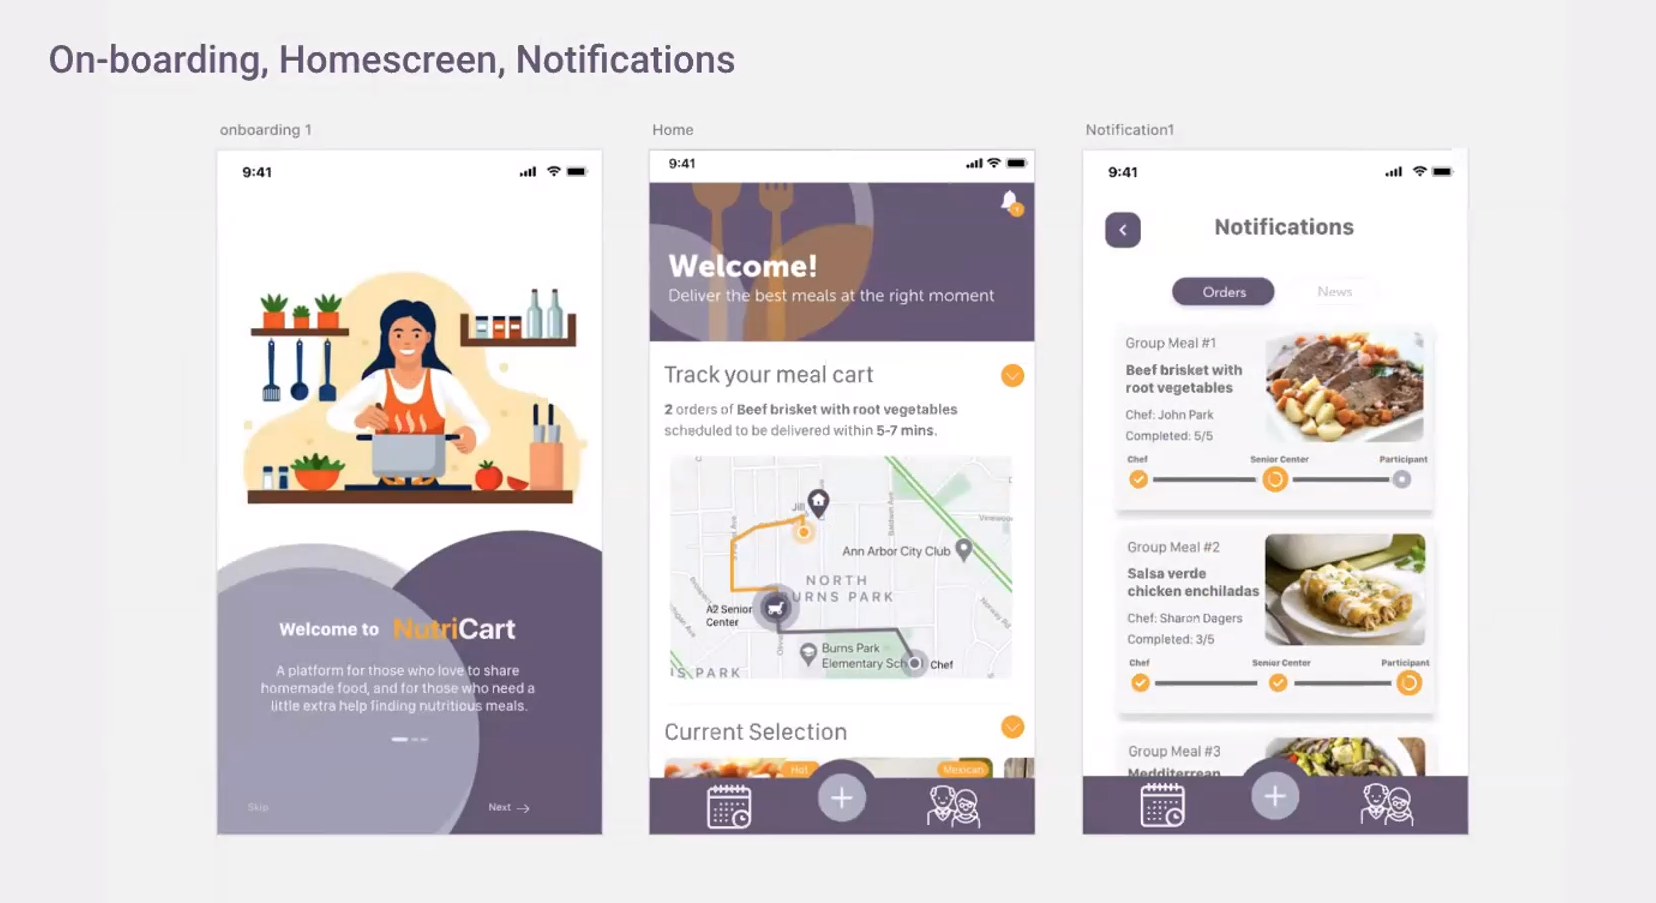 On-boarding, Homescreen, Notifications
onboarding 1
9:41
Welcome to NutriCart
A platform for those who love to share
homemade food, and for those who need a
little extra help finding nutritious meals.
Skip
Next
Home
9:41
Welcome!
Deliver the best meals at the right moment
Track your meal cart
2 orders of Beef brisket with root vegetables
scheduled to be delivered within 5-7 mins.
Jill
Baldwin Ave
Ann Arbor City Club
NORTH
BURNS PARK
A2 Senior
Center
Burns Park
Elementary Sch
Chef
IS PARK
Current Selection
Hot
Mexican
Notification1
9:41
Notifications
Orders
News
Group Meal #1
Beef brisket with
root vegetables
Chef: John Park
Completed: 5/5
Chef
Senior Center
Participant
Group Meal #2
Salsa verde
chicken enchiladas
Chef: Sharon Dagers
Completed: 3/5
Chef
Senior Center
Participant
Group Meal #3
Medditerrean